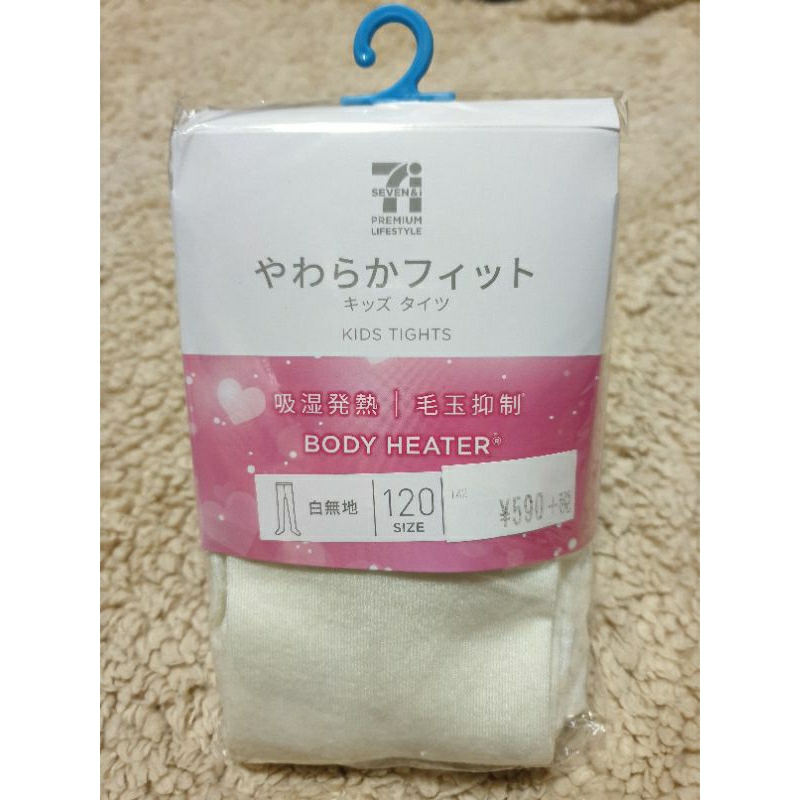 7i
SEVEN&i
PREMIUM
LIFESTYLE
やわらかフィット
キッズ タイツ
KIDS TIGHTS
吸湿発熱 | 毛玉抑制
BODY HEATER®
白無地 120 SIZE
¥590+税